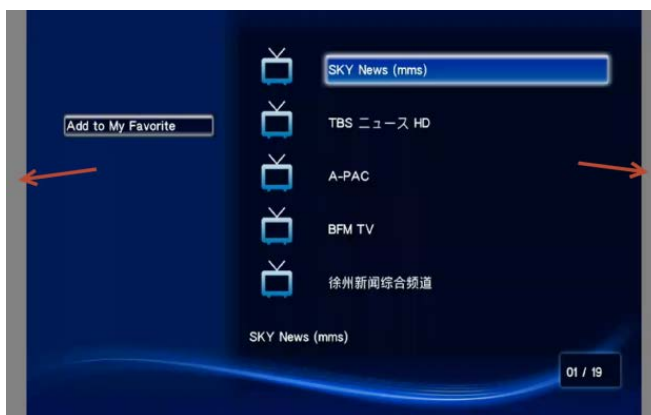 SKY News (mms)
Add to My Favorite
TBS ニュース HD
A-PAC
BFM TV
徐州新闻综合频道
SKY News (mms)
01 / 19